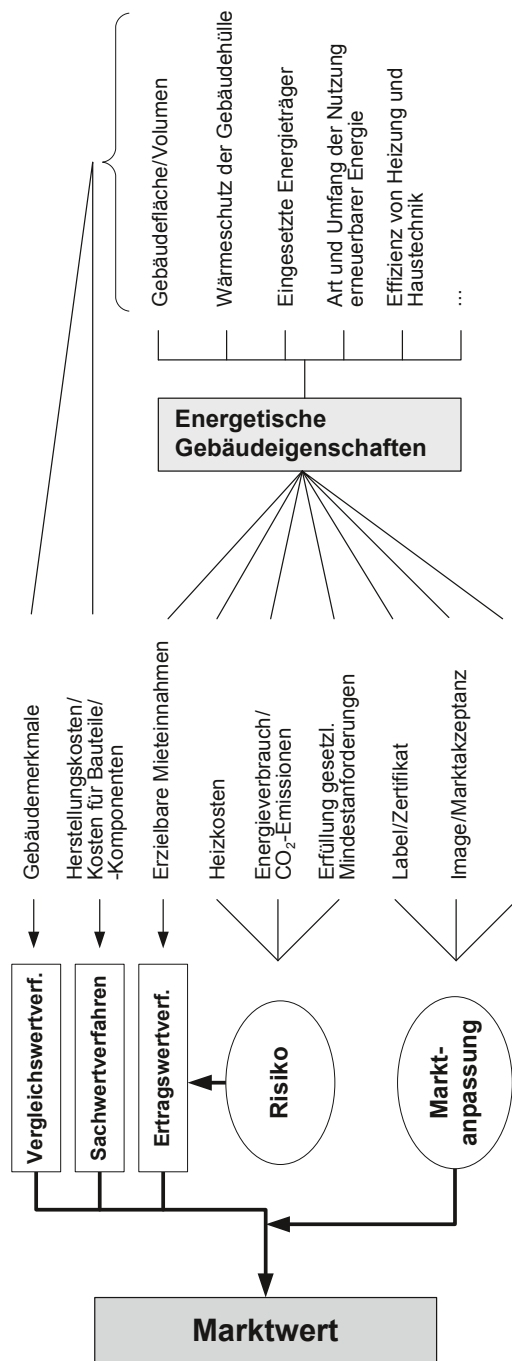 Gebäudefläche/Volumen
Wärmeschutz der Gebäudehülle
Eingesetzte Energieträger
Art und Umfang der Nutzung
erneuerbarer Energie
Effizienz von Heizung und
Haustechnik
...
Energetische
Gebäudeigenschaften
Gebäudemerkmale
Herstellungskosten/
Kosten für Bauteile/
-Komponenten
Erzielbare Mieteinnahmen
Heizkosten
Energieverbrauch/
CO₂-Emissionen
Erfüllung gesetzl.
Mindestanforderungen
Label/Zertifikat
Image/Marktakzeptanz
Vergleichswertverf.
Sachwertverfahren
Ertragswertverf.
Risiko
Markt-
anpassung
Marktwert